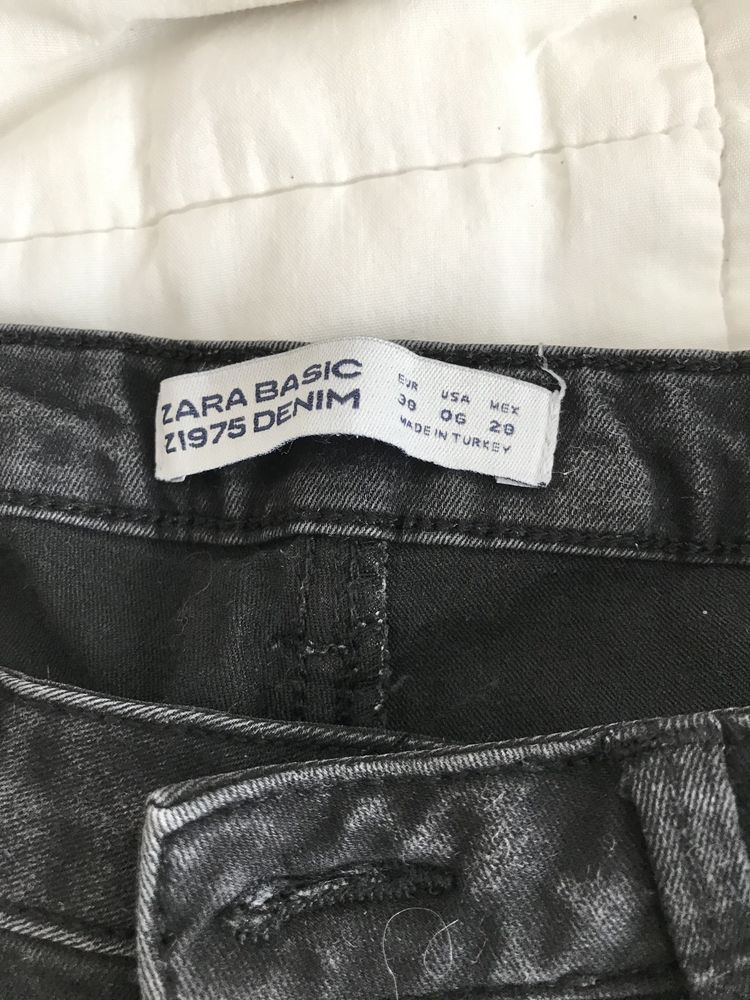 ZARA BASIC
Z1975 DENIM
EUR USA MEX
38 06 28
MADE IN TURKEY